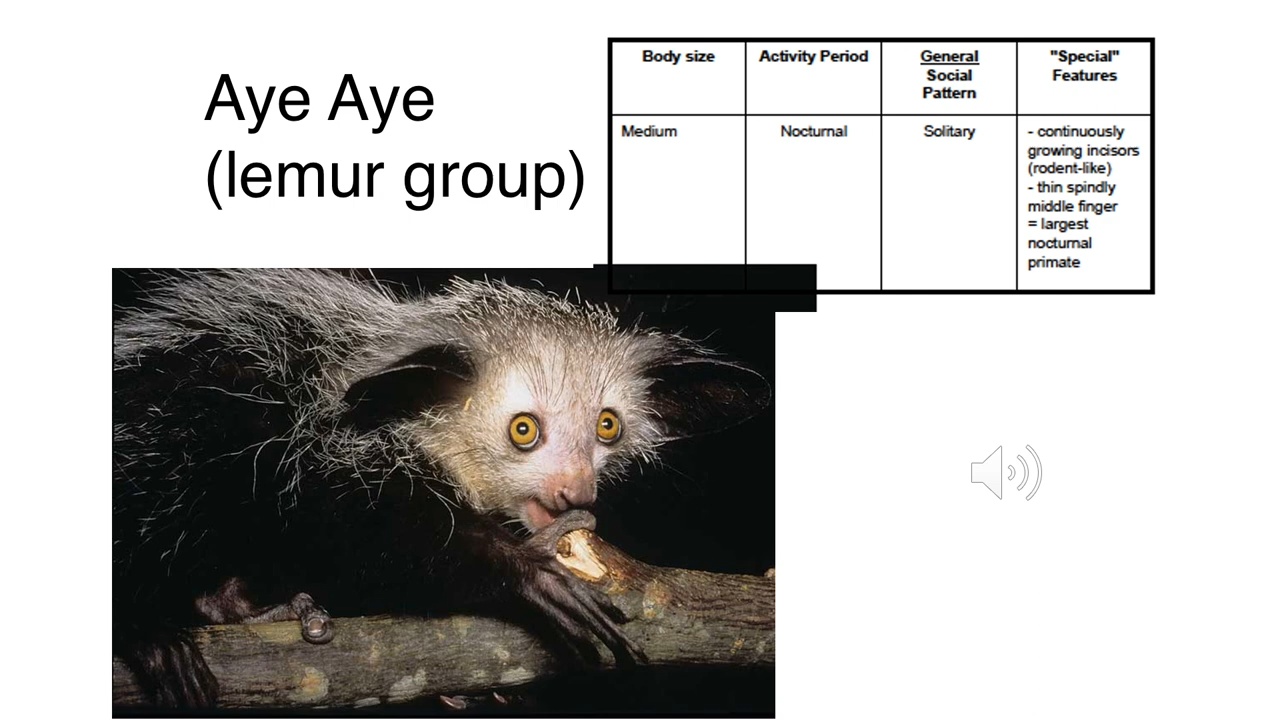 Aye Aye
(lemur group)
Body size
Activity Period
General
Social
Pattern
"Special"
Features
Medium
Nocturnal
Solitary
- continuously
growing incisors
(rodent-like)
- thin spindly
middle finger
= largest
nocturnal
primate